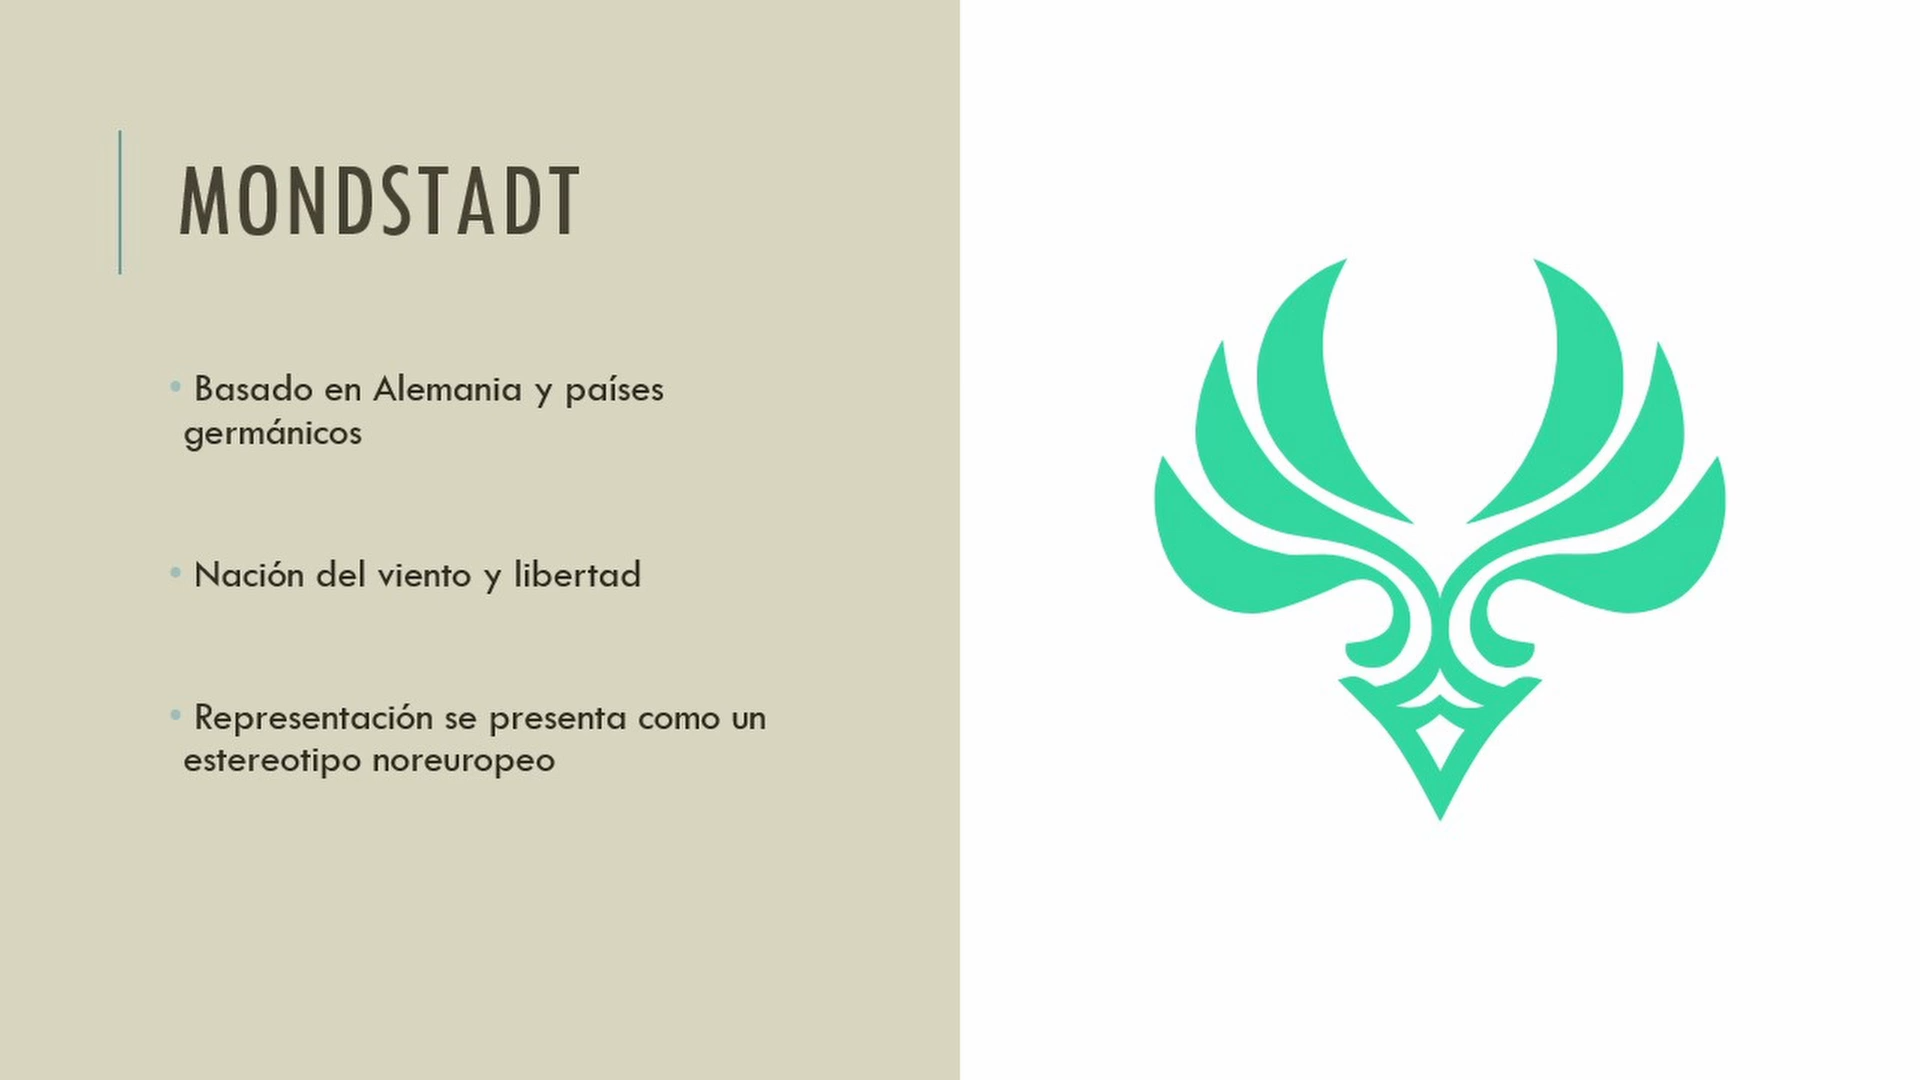 MONDSTADT
• Basado en Alemania y países
germánicos
• Nación del viento y libertad
• Representación se presenta como un
estereotipo noreuropeo